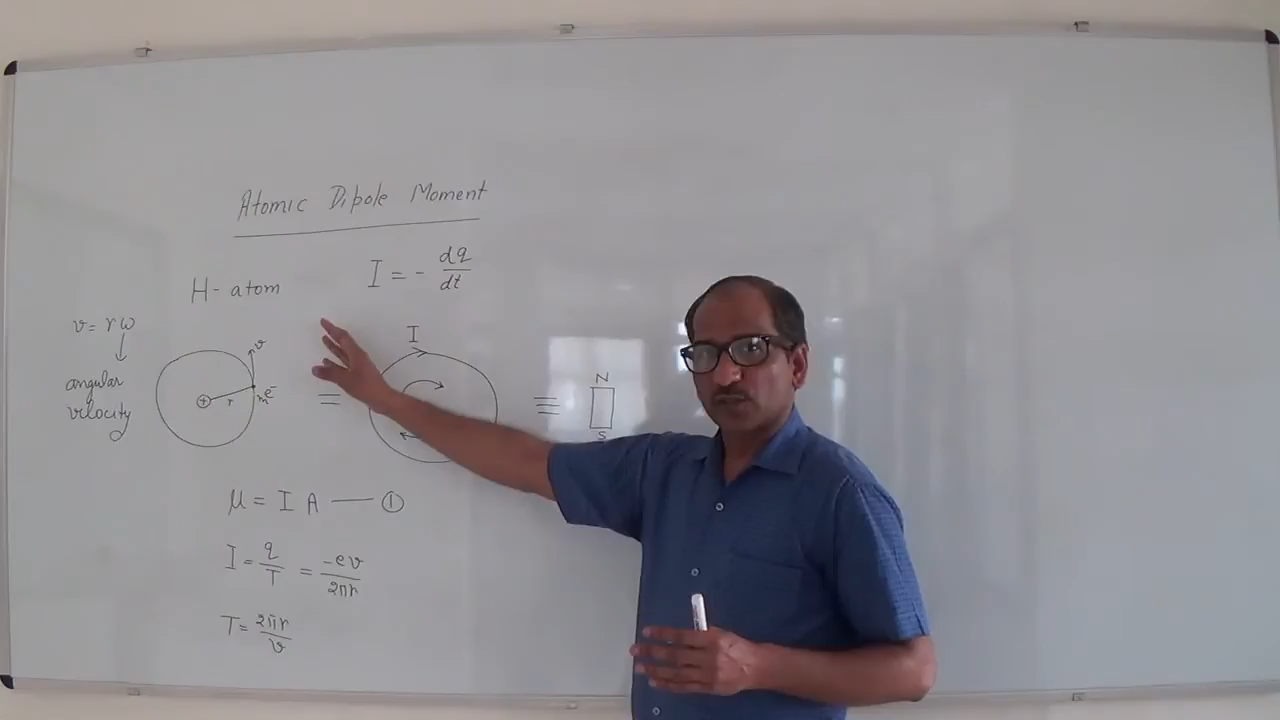 Atomic Dipole Moment
H-atom
I = - dq/dt
v = rω
angular
velocity
v
+
r
m e⁻
≡
I
≡
N
S
μ = I A —— ①
I = q/T = -ev/2πr
T = 2πr/v